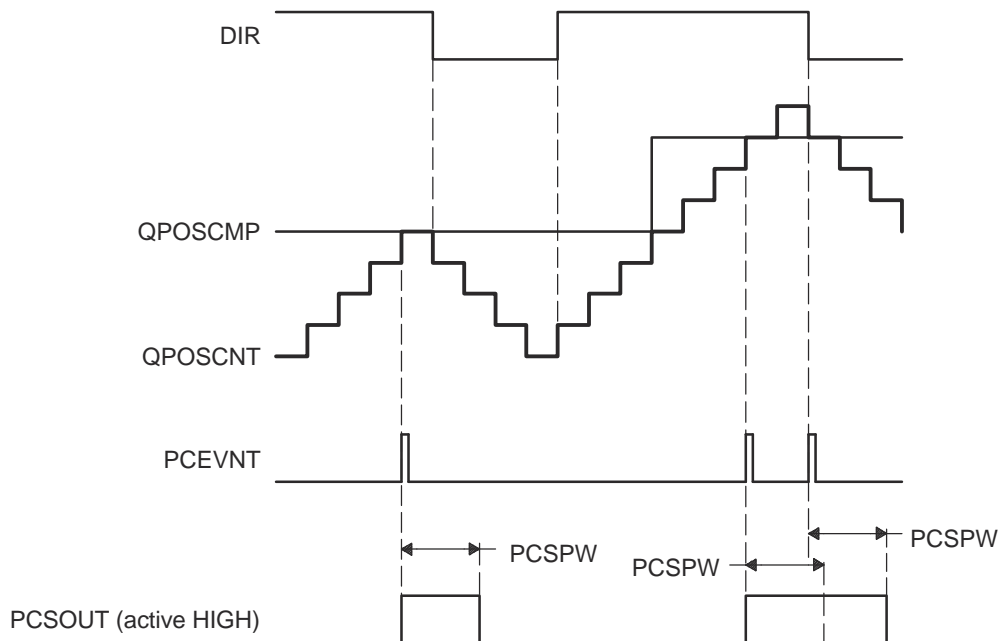 DIR
QPOSCMP
QPOSCNT
PCEVNT
PCSPW
PCSPW
PCSPW
PCSOUT (active HIGH)